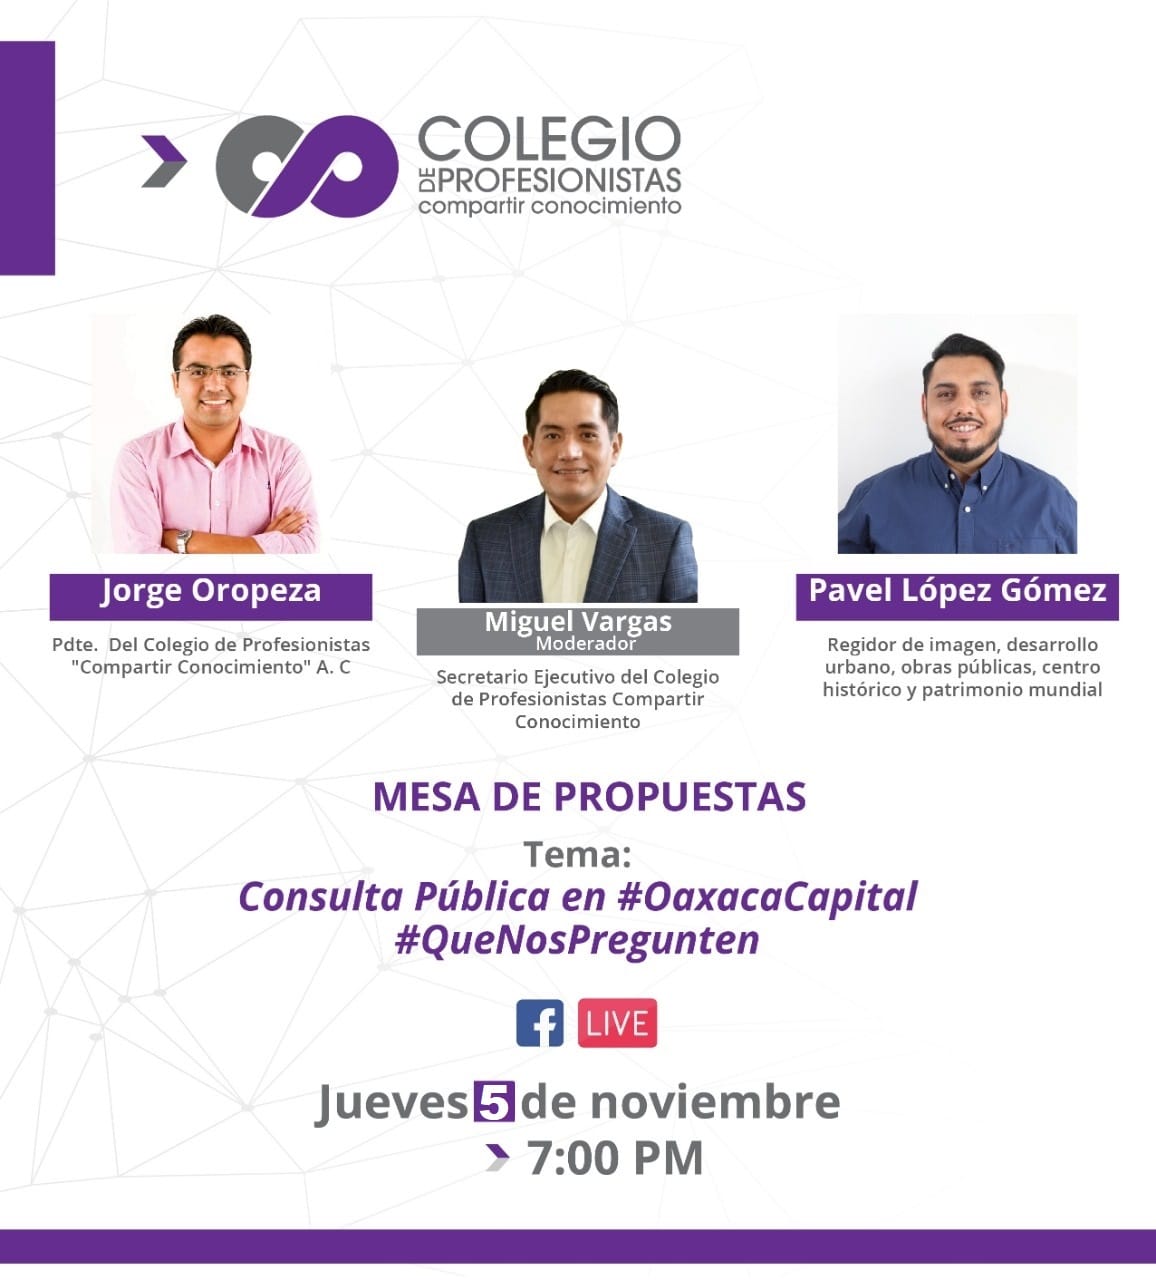 COLEGIO
DE PROFESIONISTAS
compartir conocimiento
Jorge Oropeza
Pdte. Del Colegio de Profesionistas
"Compartir Conocimiento" A. C
Miguel Vargas
Moderador
Secretario Ejecutivo del Colegio
de Profesionistas Compartir
Conocimiento
Pavel López Gómez
Regidor de imagen, desarrollo
urbano, obras públicas, centro
histórico y patrimonio mundial
MESA DE PROPUESTAS
Tema:
Consulta Pública en #OaxacaCapital
#QueNosPregunten
f LIVE
Jueves 5 de noviembre
7:00 PM